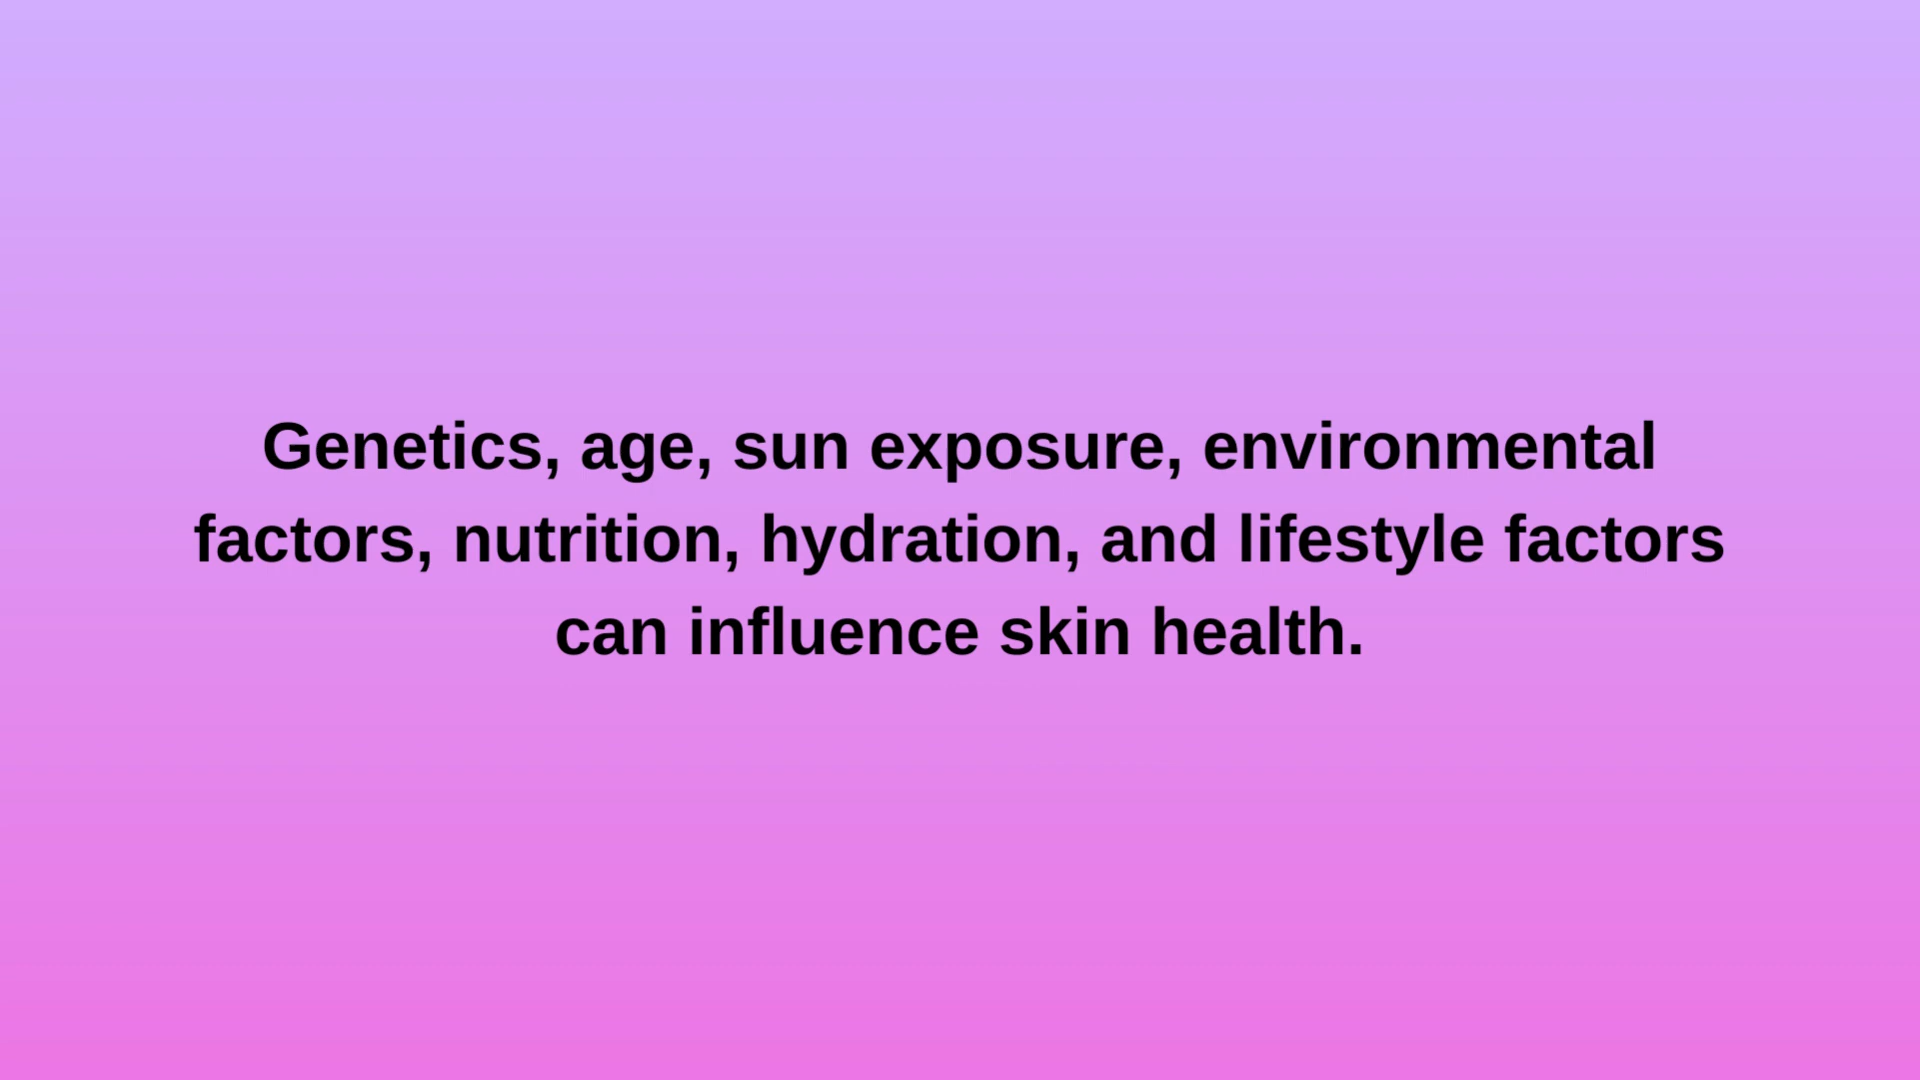 Genetics, age, sun exposure, environmental
factors, nutrition, hydration, and lifestyle factors
can influence skin health.